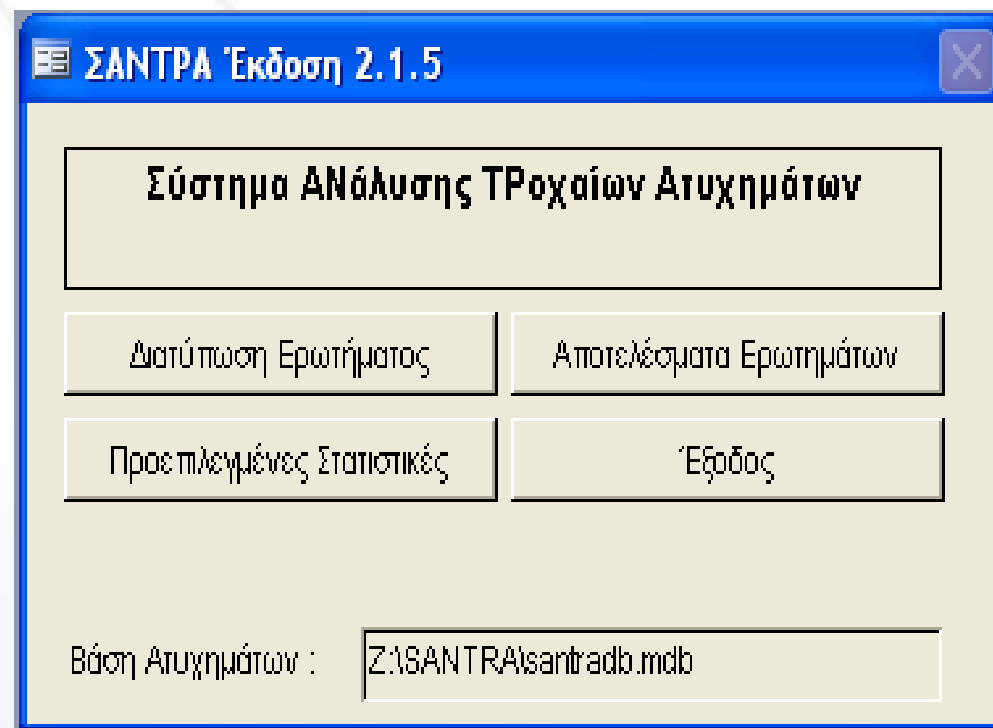 ΣΑΝΤΡΑ Έκδοση 2.1.5
Σύστημα ΑΝάλυσης ΤΡοχαίων Ατυχημάτων
Διατύπωση Ερωτήματος
Αποτελέσματα Ερωτημάτων
Προεπιλεγμένες Στατιστικές
Έξοδος
Βάση Ατυχημάτων : Z:\SANTRA\santradb.mdb